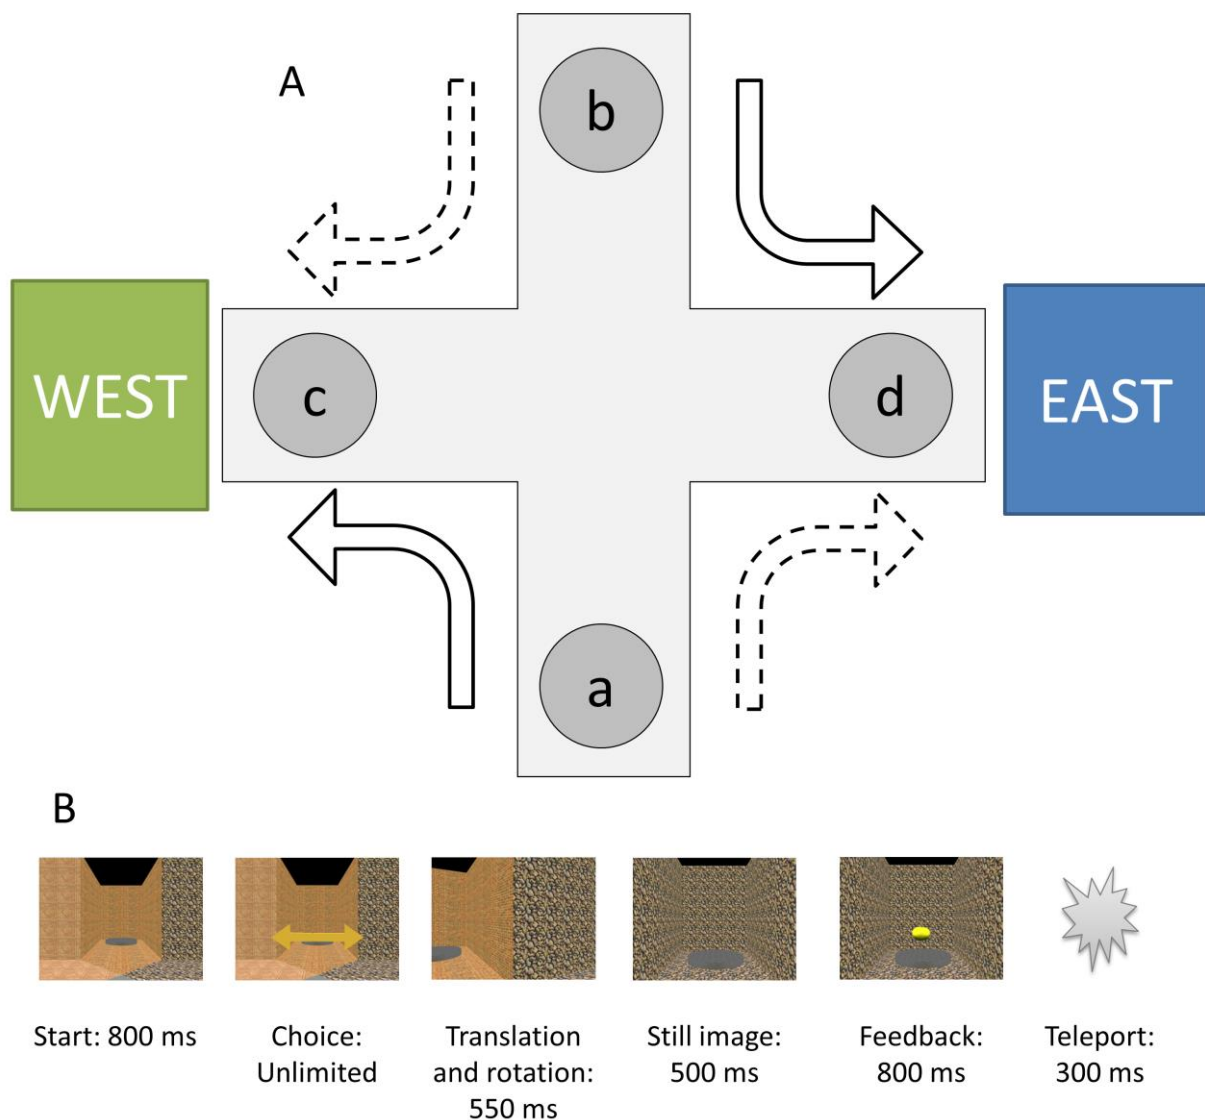 A
b
WEST
c
d
EAST
a
B
Start: 800 ms
Choice:
Unlimited
Translation
and rotation:
550 ms
Still image:
500 ms
Feedback:
800 ms
Teleport:
300 ms